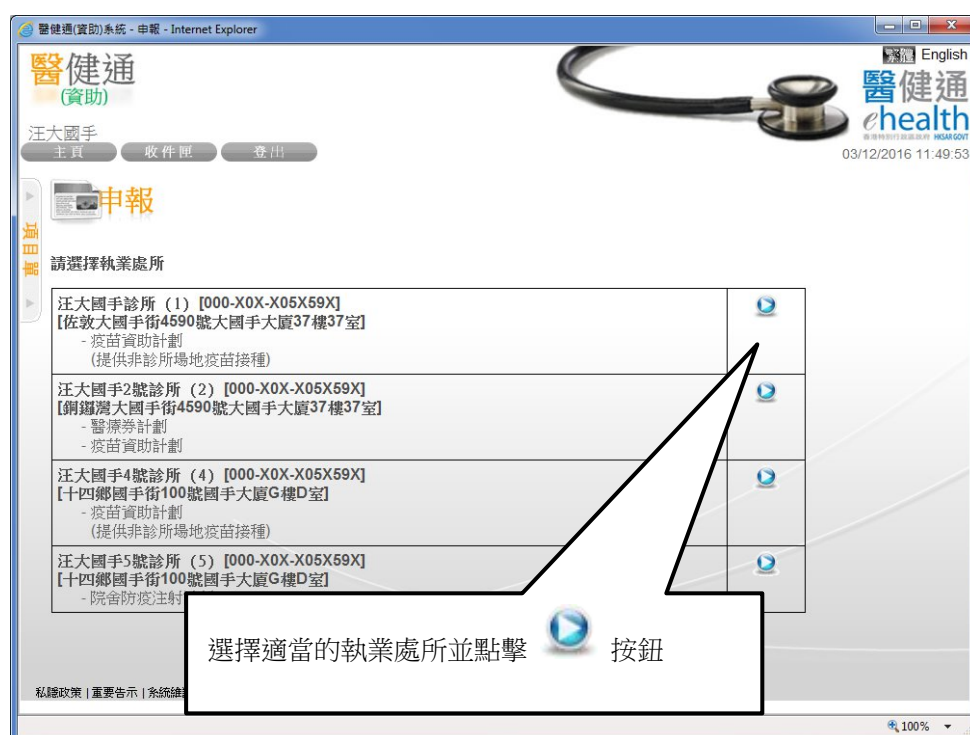 醫健通(資助)系統 - 申報 - Internet Explorer
醫健通
(資助)
繁體 English
醫健通
ehealth
香港特別行政區政府 HKSAR GOVT
汪大國手
主頁 收件匣 登出
03/12/2016 11:49:53
申報
項目單
請選擇執業處所
汪大國手診所 (1) [000-X0X-X05X59X]
[佐敦大國手街4590號大國手大廈37樓37室]
- 疫苗資助計劃
(提供非診所場地疫苗接種)
汪大國手2號診所 (2) [000-X0X-X05X59X]
[銅鑼灣大國手街4590號大國手大廈37樓37室]
- 醫療券計劃
- 疫苗資助計劃
汪大國手4號診所 (4) [000-X0X-X05X59X]
[十四鄉國手街100號國手大廈G樓D室]
- 疫苗資助計劃
(提供非診所場地疫苗接種)
汪大國手5號診所 (5) [000-X0X-X05X59X]
[十四鄉國手街100號國手大廈G樓D室]
- 院舍防疫注射
選擇適當的執業處所並點擊 按鈕
私隱政策 | 重要告示 | 系統維
100%